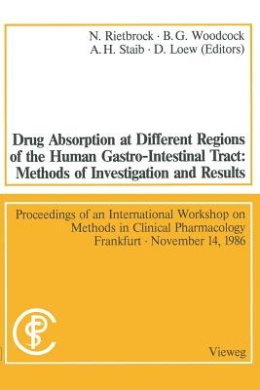 N. Rietbrock · B. G. Woodcock
A. H. Staib · D. Loew (Editors)
Drug Absorption at Different Regions
of the Human Gastro-Intestinal Tract:
Methods of Investigation and Results
Proceedings of an International Workshop on
Methods in Clinical Pharmacology
Frankfurt · November 14, 1986
Vieweg